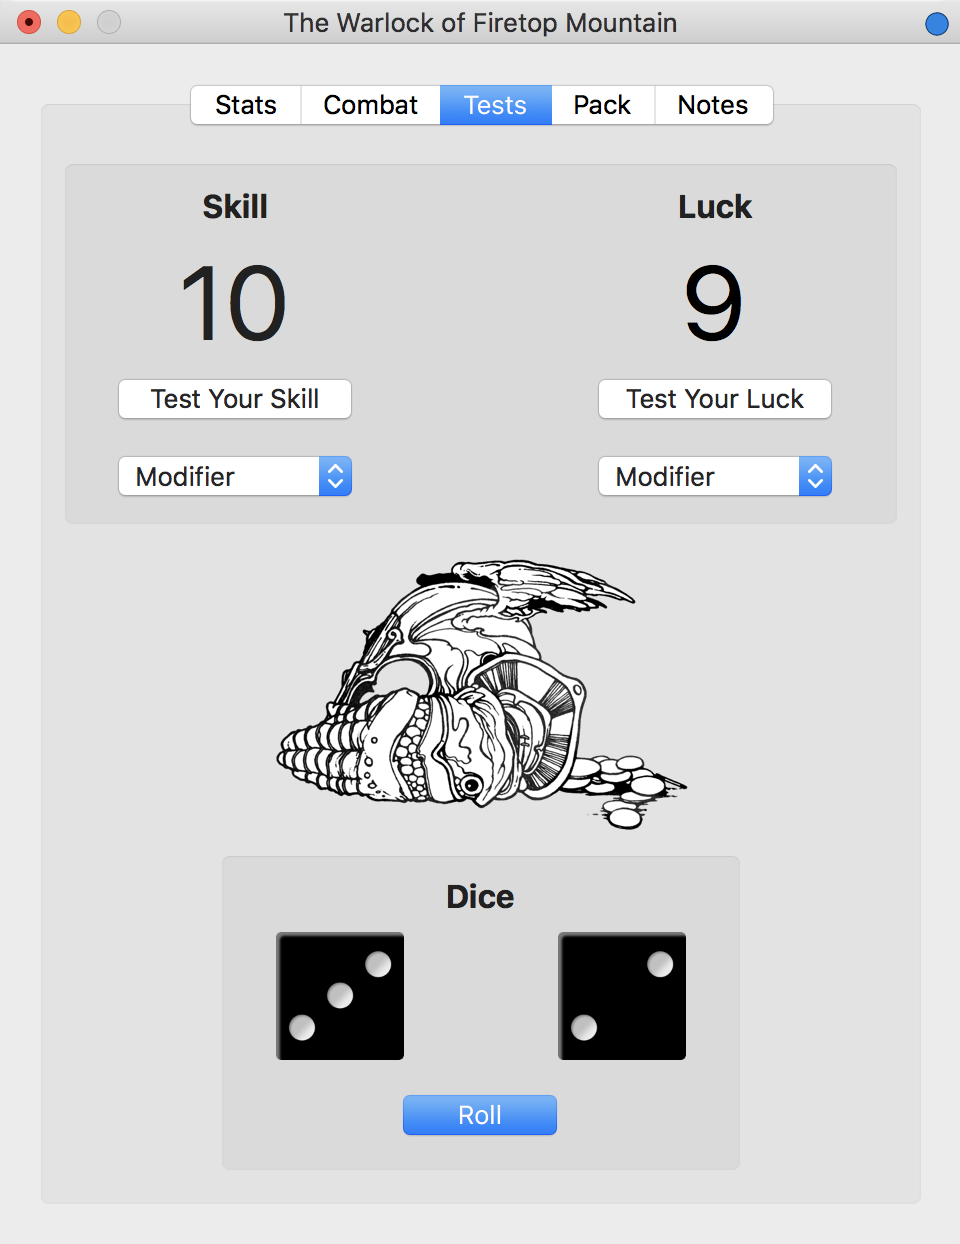 The Warlock of Firetop Mountain
Stats Combat Tests Pack Notes
Skill Luck
10 9
Test Your Skill Test Your Luck
Modifier Modifier
Dice
Roll